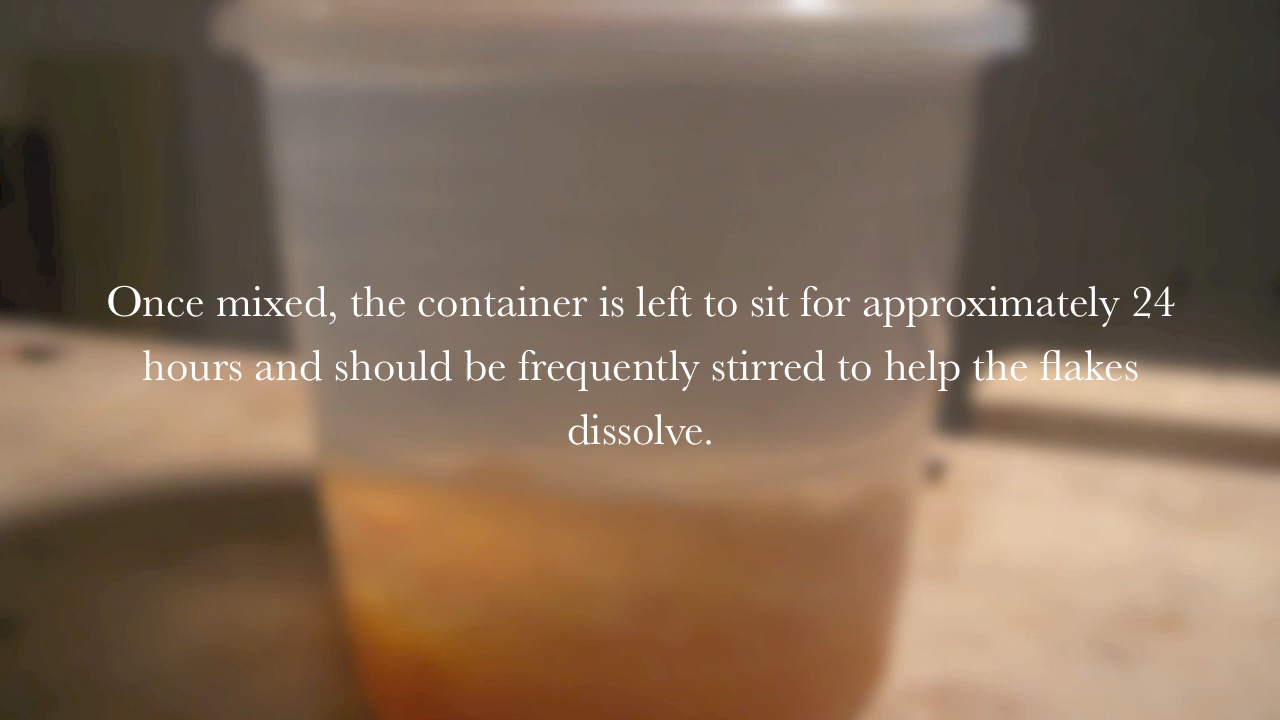 Once mixed, the container is left to sit for approximately 24
hours and should be frequently stirred to help the flakes
dissolve.